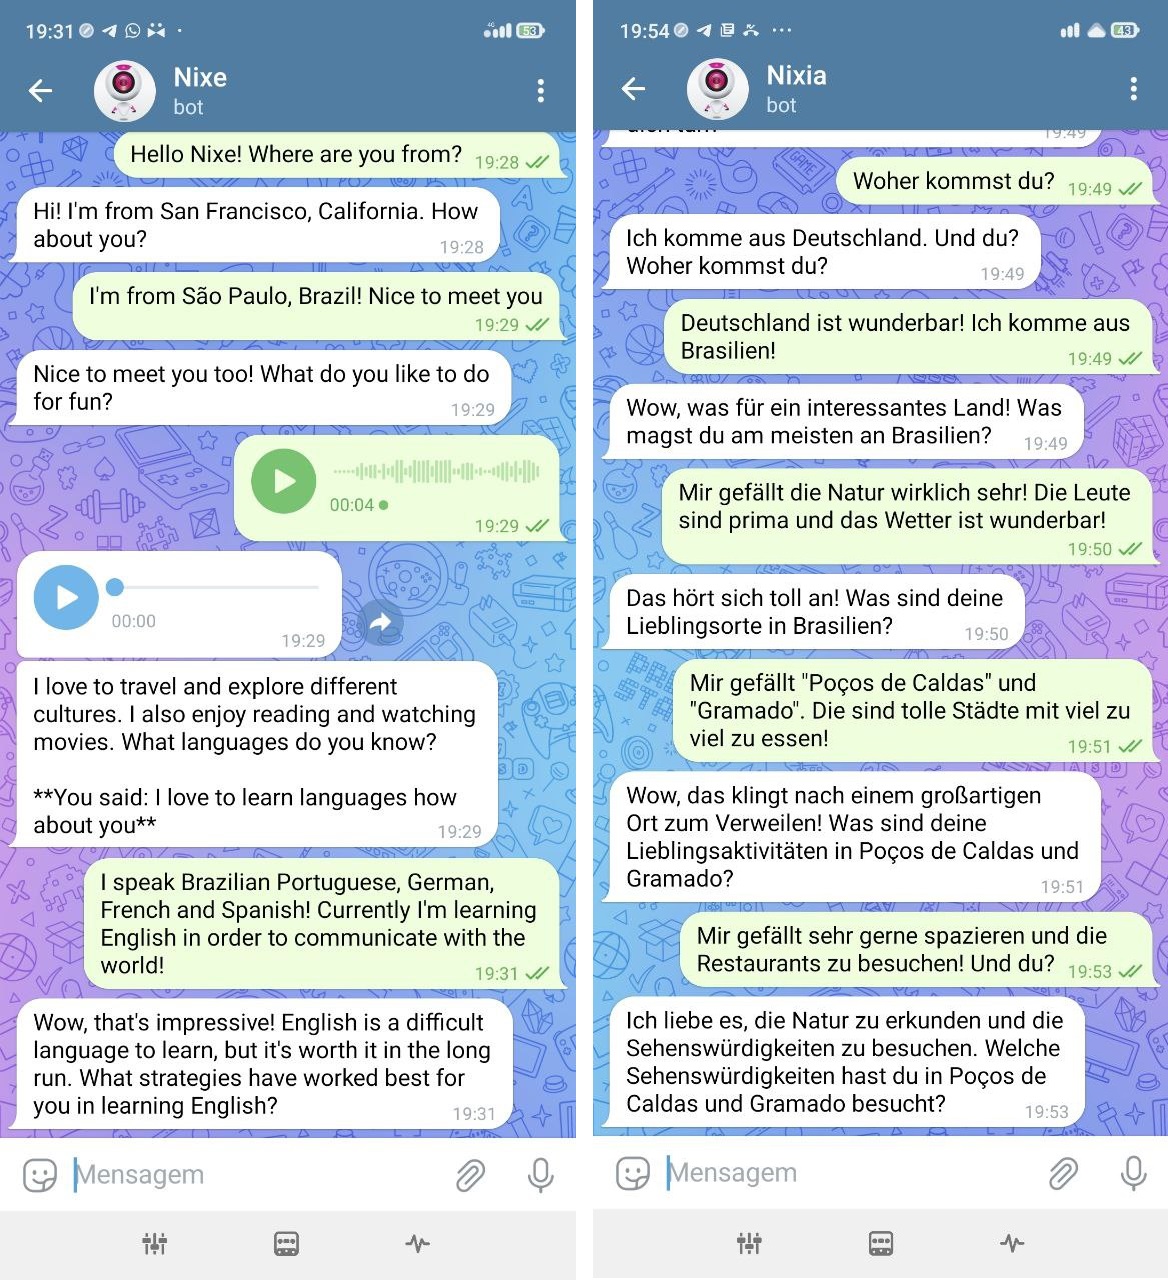 19:31
53
Nixe
bot
Hello Nixe! Where are you from?
19:28
Hi! I'm from San Francisco, California. How
about you?
19:28
I'm from São Paulo, Brazil! Nice to meet you
19:29
Nice to meet you too! What do you like to do
for fun?
19:29
00:04
19:29
00:00
19:29
I love to travel and explore different
cultures. I also enjoy reading and watching
movies. What languages do you know?
**You said: I love to learn languages how
about you**
19:29
I speak Brazilian Portuguese, German,
French and Spanish! Currently I'm learning
English in order to communicate with the
world!
19:31
Wow, that's impressive! English is a difficult
language to learn, but it's worth it in the long
run. What strategies have worked best for
you in learning English?
19:31
Mensagem
19:54
43
Nixia
bot
19:49
Woher kommst du?
19:49
Ich komme aus Deutschland. Und du?
Woher kommst du?
19:49
Deutschland ist wunderbar! Ich komme aus
Brasilien!
19:49
Wow, was für ein interessantes Land! Was
magst du am meisten an Brasilien?
19:49
Mir gefällt die Natur wirklich sehr! Die Leute
sind prima und das Wetter ist wunderbar!
19:50
Das hört sich toll an! Was sind deine
Lieblingsorte in Brasilien?
19:50
Mir gefällt "Poços de Caldas" und
"Gramado". Die sind tolle Städte mit viel zu
viel zu essen!
19:51
Wow, das klingt nach einem großartigen
Ort zum Verweilen! Was sind deine
Lieblingsaktivitäten in Poços de Caldas und
Gramado?
19:51
Mir gefällt sehr gerne spazieren und die
Restaurants zu besuchen! Und du?
19:53
Ich liebe es, die Natur zu erkunden und die
Sehenswürdigkeiten zu besuchen. Welche
Sehenswürdigkeiten hast du in Poços de
Caldas und Gramado besucht?
19:53
Mensagem